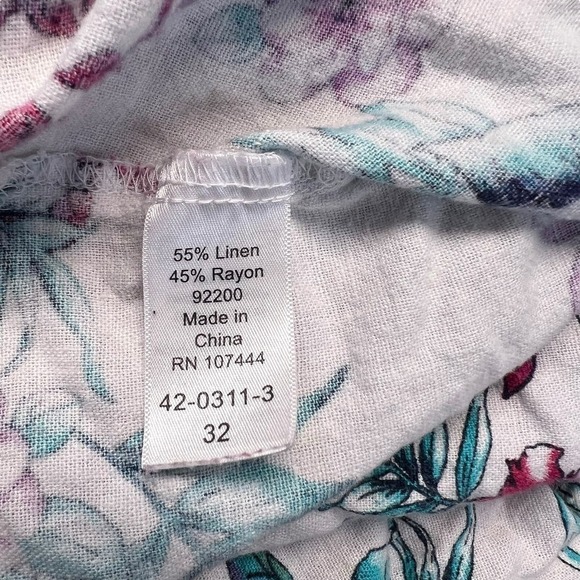 55% Linen
45% Rayon
92200
Made in
China
RN 107444
42-0311-3
32